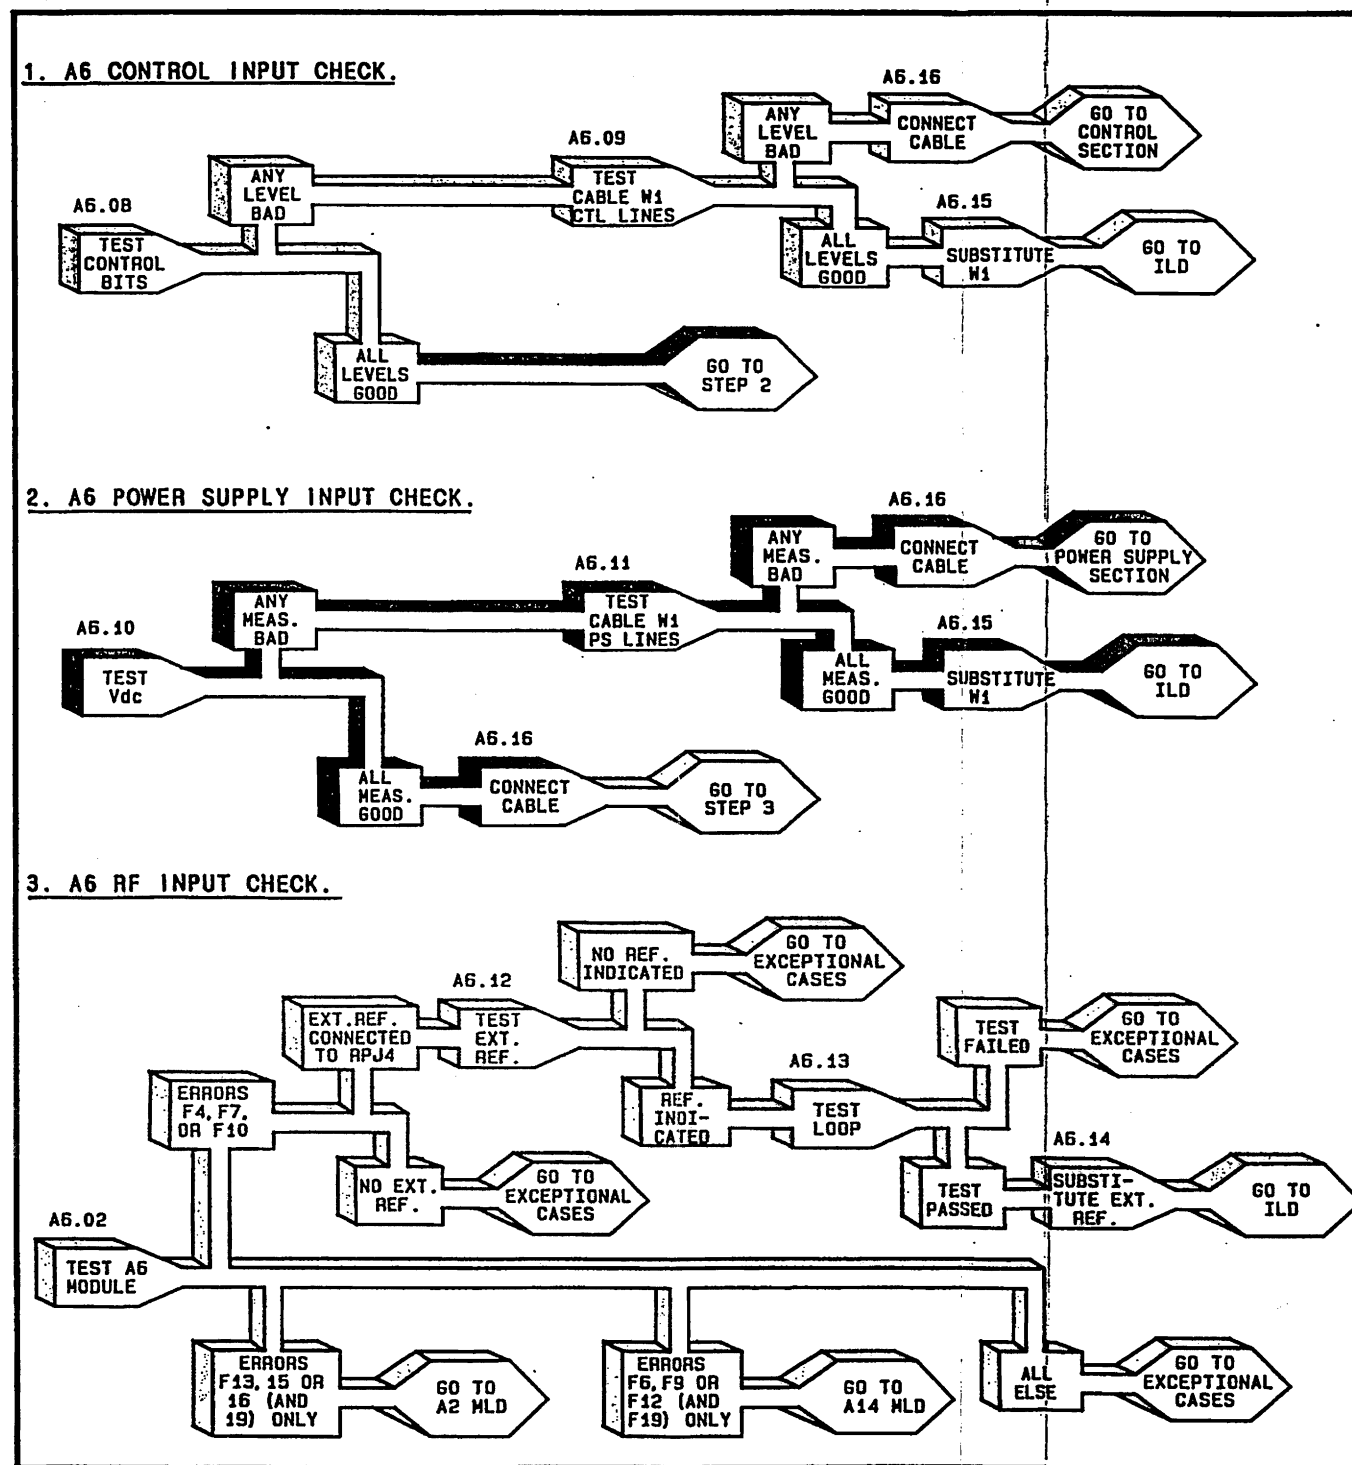 1. A6 CONTROL INPUT CHECK.
A6.16
ANY
LEVEL
BAD
CONNECT
CABLE
GO TO
CONTROL
SECTION
A6.09
ANY
LEVEL
BAD
TEST
CABLE W1
CTL LINES
A6.08
TEST
CONTROL
BITS
A6.15
ALL
LEVELS
GOOD
SUBSTITUTE
W1
GO TO
ILD
ALL
LEVELS
GOOD
GO TO
STEP 2
2. A6 POWER SUPPLY INPUT CHECK.
A6.16
ANY
MEAS.
BAD
CONNECT
CABLE
GO TO
POWER SUPPLY
SECTION
A6.11
ANY
MEAS.
BAD
TEST
CABLE W1
PS LINES
A6.10
TEST
Vdc
A6.15
ALL
MEAS.
GOOD
SUBSTITUTE
W1
GO TO
ILD
A6.16
ALL
MEAS.
GOOD
CONNECT
CABLE
GO TO
STEP 3
3. A6 RF INPUT CHECK.
NO REF.
INDICATED
GO TO
EXCEPTIONAL
CASES
A6.12
EXT.REF.
CONNECTED
TO RPJ4
TEST
EXT.
REF.
TEST
FAILED
GO TO
EXCEPTIONAL
CASES
A6.13
ERRORS
F4, F7,
OR F10
REF.
INDI-
CATED
TEST
LOOP
A6.14
NO EXT.
REF.
GO TO
EXCEPTIONAL
CASES
TEST
PASSED
SUBSTI-
TUTE EXT.
REF.
GO TO
ILD
A6.02
TEST A6
MODULE
ERRORS
F13, 15 OR
16 (AND
19) ONLY
GO TO
A2 MLD
ERRORS
F6, F9 OR
F12 (AND
F19) ONLY
GO TO
A14 MLD
ALL
ELSE
GO TO
EXCEPTIONAL
CASES